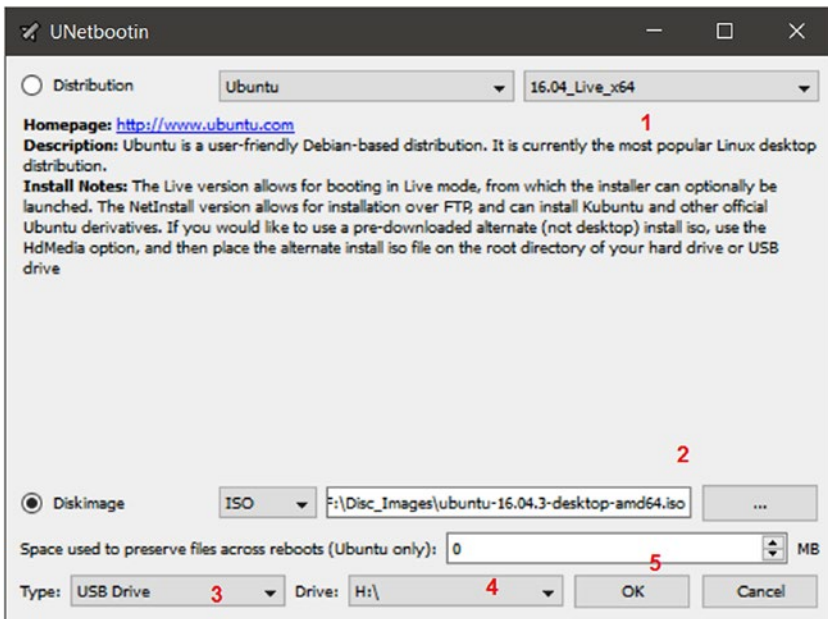 UNetbootin
Distribution Ubuntu 16.04_Live_x64
1
Homepage: http://www.ubuntu.com
Description: Ubuntu is a user-friendly Debian-based distribution. It is currently the most popular Linux desktop
distribution.
Install Notes: The Live version allows for booting in Live mode, from which the installer can optionally be
launched. The NetInstall version allows for installation over FTP, and can install Kubuntu and other official
Ubuntu derivatives. If you would like to use a pre-downloaded alternate (not desktop) install iso, use the
HdMedia option, and then place the alternate install iso file on the root directory of your hard drive or USB
drive
2
Diskimage ISO F:\Disc_Images\ubuntu-16.04.3-desktop-amd64.iso ...
Space used to preserve files across reboots (Ubuntu only): 0 MB
5
Type: USB Drive 3 Drive: H:\ 4 OK Cancel